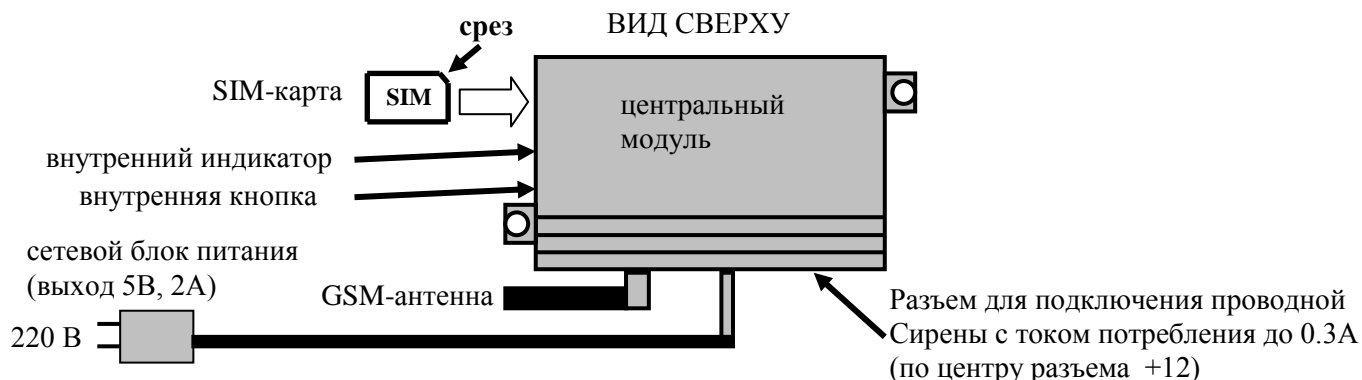 срез
ВИД СВЕРХУ
SIM-карта
SIM
центральный
модуль
внутренний индикатор
внутренняя кнопка
сетевой блок питания
(выход 5В, 2А)
GSM-антенна
220 В
Разъем для подключения проводной
Сирены с током потребления до 0.3А
(по центру разъема +12)